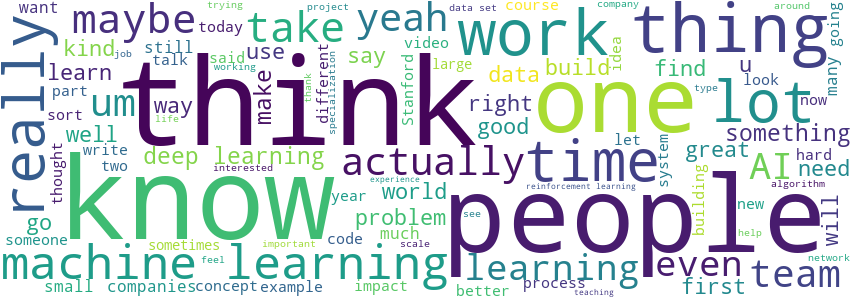 want
maybe
trying
today
take
yeah
project
data set
course
work
company
thing
around
many
going
really
kind
still
talk
job
said
use
say
video
large
idea
build
find
u
look
now
learn
working
think
know
people
one
lot
part
sort
um
way
make
thank
different
specialization
Stanford
data
right
good
type
something
well
write
two
thought
life
deep learning
interested
actually
time
let
system
great
AI
hard
need
algorithm
year
experience
world
reinforcement learning
go
someone
sometimes
important
problem
much
code
see
building
new
help
will
machine learning
feel
scale
learning
even
network
team
small
companies
concept
example
impact
better
process
teaching
first